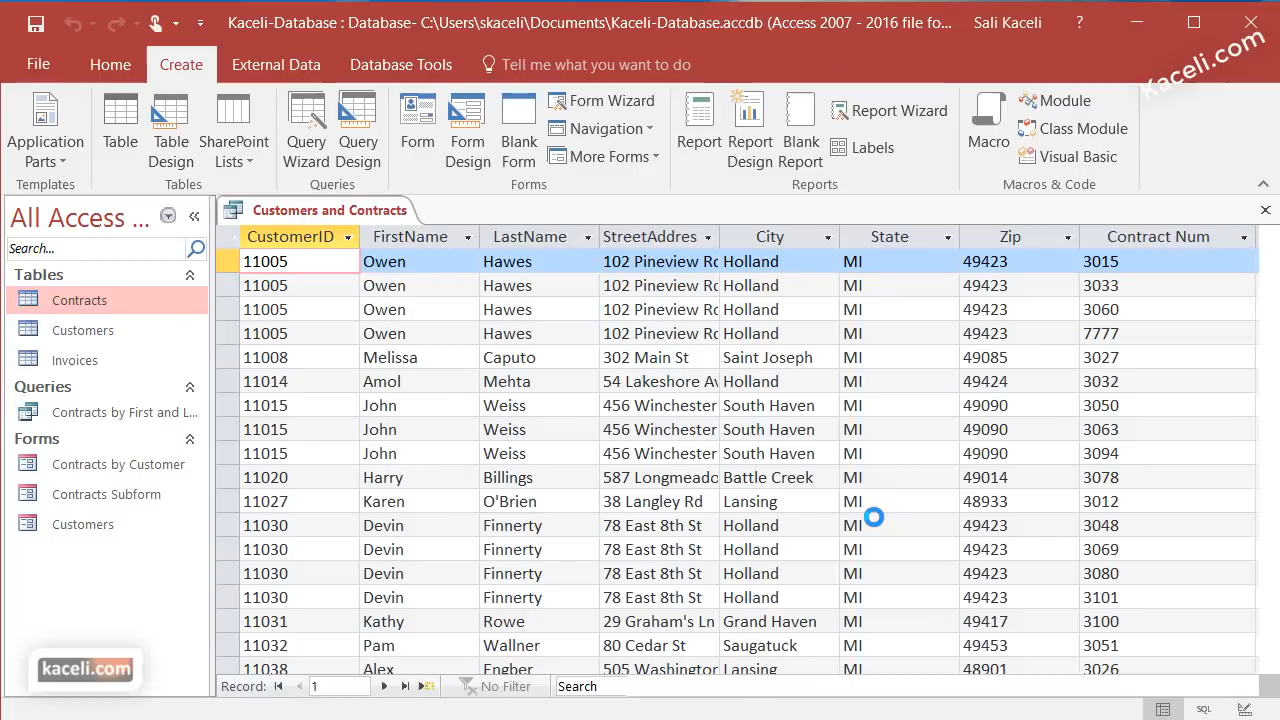 Kaceli-Database : Database- C:\Users\skaceli\Documents\Kaceli-Database.accdb (Access 2007 - 2016 file fo... Sali Kaceli ?
Kaceli.com
File Home Create External Data Database Tools Tell me what you want to do
Application Parts
Templates
Table
Table Design
SharePoint Lists
Tables
Query Wizard
Query Design
Queries
Form
Form Design
Blank Form
Form Wizard
Navigation
More Forms
Forms
Report
Report Design
Blank Report
Report Wizard
Labels
Reports
Macro
Module
Class Module
Visual Basic
Macros & Code
All Access ...
Search...
Tables
Contracts
Customers
Invoices
Queries
Contracts by First and L...
Forms
Contracts by Customer
Contracts Subform
Customers
kaceli.com
Customers and Contracts
CustomerID FirstName LastName StreetAddres City State Zip Contract Num
11005 Owen Hawes 102 Pineview Rd Holland MI 49423 3015
11005 Owen Hawes 102 Pineview Rd Holland MI 49423 3033
11005 Owen Hawes 102 Pineview Rd Holland MI 49423 3060
11005 Owen Hawes 102 Pineview Rd Holland MI 49423 7777
11008 Melissa Caputo 302 Main St Saint Joseph MI 49085 3027
11014 Amol Mehta 54 Lakeshore Av Holland MI 49424 3032
11015 John Weiss 456 Winchester South Haven MI 49090 3050
11015 John Weiss 456 Winchester South Haven MI 49090 3063
11015 John Weiss 456 Winchester South Haven MI 49090 3094
11020 Harry Billings 587 Longmeado Battle Creek MI 49014 3078
11027 Karen O'Brien 38 Langley Rd Lansing MI 48933 3012
11030 Devin Finnerty 78 East 8th St Holland MI 49423 3048
11030 Devin Finnerty 78 East 8th St Holland MI 49423 3069
11030 Devin Finnerty 78 East 8th St Holland MI 49423 3080
11030 Devin Finnerty 78 East 8th St Holland MI 49423 3101
11031 Kathy Rowe 29 Graham's Ln Grand Haven MI 49417 3100
11032 Pam Wallner 80 Cedar St Saugatuck MI 49453 3051
11038 Alex Engber 505 Washington Lansing MI 48901 3026
Record: 1 No Filter Search
SQL